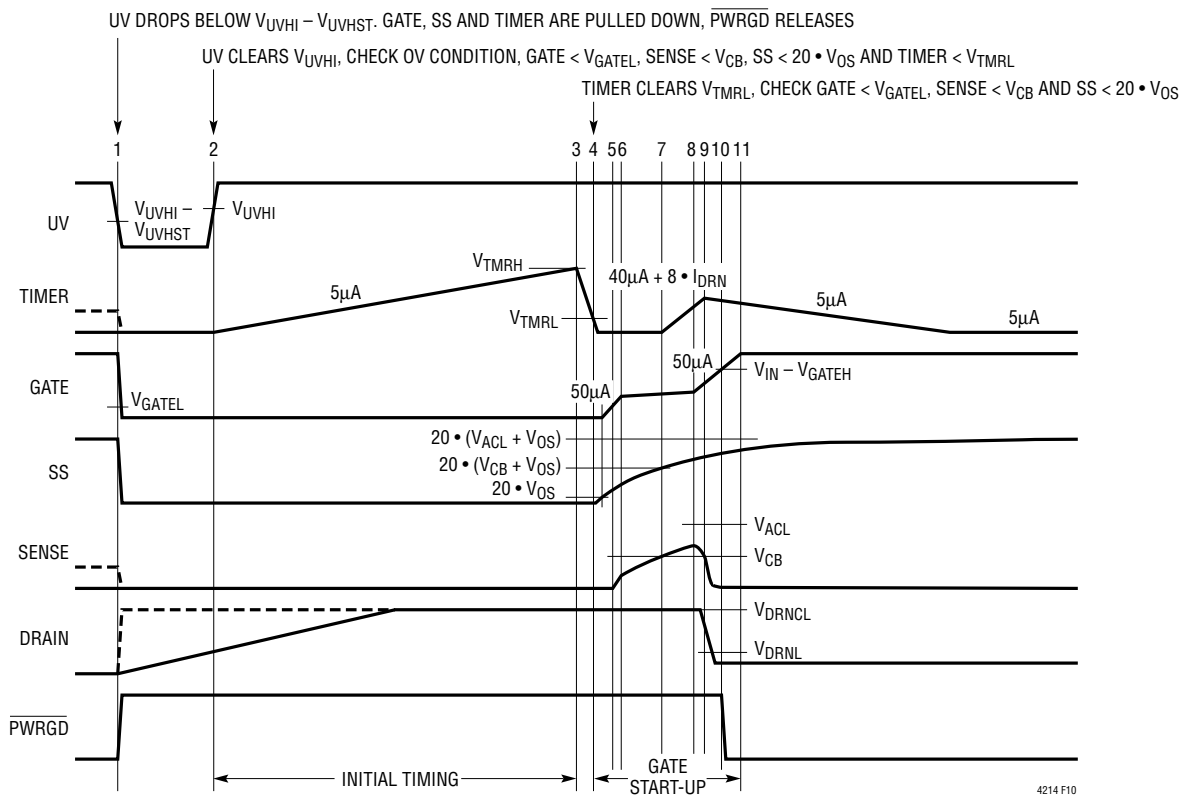 UV DROPS BELOW VUVHI – VUVHST. GATE, SS AND TIMER ARE PULLED DOWN, PWRGD RELEASES
UV CLEARS VUVHI, CHECK OV CONDITION, GATE < VGATEL, SENSE < VCB, SS < 20 • VOS AND TIMER < VTMRL
TIMER CLEARS VTMRL, CHECK GATE < VGATEL, SENSE < VCB AND SS < 20 • VOS
1 2 3 4 5 6 7 8 9 10 11
UV
VUVHI –
VUVHST
VUVHI
TIMER
5µA
VTMRH
VTMRL
40µA + 8 • IDRN
5µA
5µA
GATE
VGATEL
50µA
50µA
VIN – VGATEH
SS
20 • (VACL + VOS)
20 • (VCB + VOS)
20 • VOS
SENSE
VACL
VCB
DRAIN
VDRNCL
VDRNL
PWRGD
INITIAL TIMING
GATE
START-UP
4214 F10